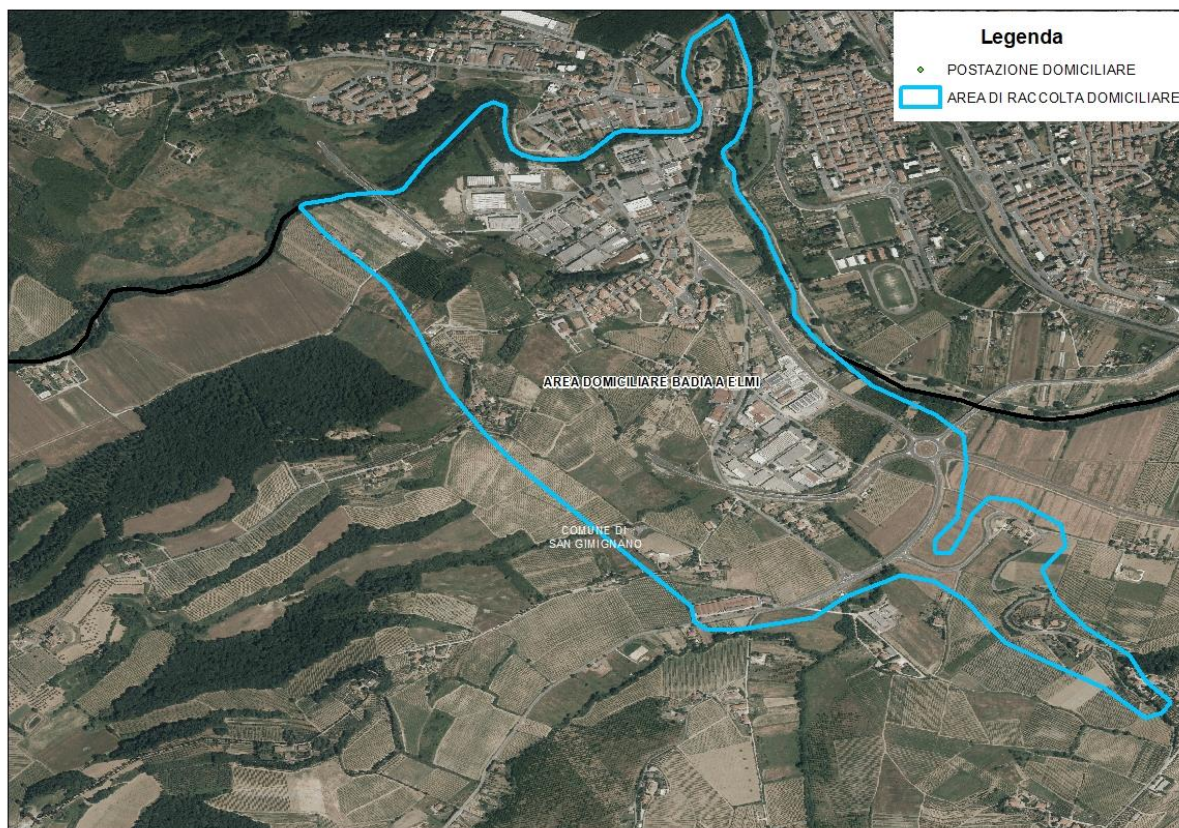 Legenda
POSTAZIONE DOMICILIARE
AREA DI RACCOLTA DOMICILIARE
AREA DOMICILIARE BADIA A ELMI
COMUNE DI
SAN GIMIGNANO